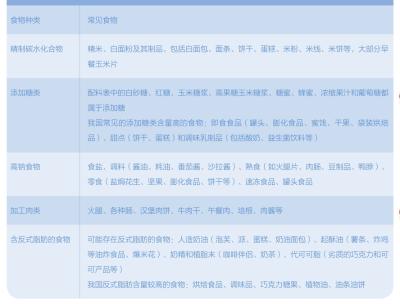 食物种类 常见食物
精制碳水化合物 精米、白面粉及其制品，包括白面包、面条、饼干、蛋糕、米粉、米线、米饼等，大部分早
餐玉米片
添加糖类 配料表中的白砂糖、红糖、玉米糖浆、高果糖玉米糖浆、糖蜜、蜂蜜、浓缩果汁和葡萄糖都
属于添加糖
我国常见的添加糖类含量高的食物：即食食品（罐头、膨化食品、蜜饯、干果、袋装烘焙
品）、甜点（饼干、蛋糕）和调味乳制品（包括酸奶、益生菌饮料等）
高钠食物 食盐、调料（酱油、蚝油、番茄酱、沙拉酱）、熟食（如火腿片、肉肠、豆制品、鸭脖）、
零食（盐焗花生、坚果、膨化食品、饼干等）、速冻食品、罐头食品
加工肉类 火腿、各种肠、汉堡肉饼、牛肉干、午餐肉、培根、肉酱等
含反式脂肪的食物 可能存在反式脂肪的食物：人造奶油（泡芙、派、蛋糕、奶油面包）、起酥油（薯条、炸鸡
等油炸食品、爆米花）、奶精和植脂末（咖啡伴侣、奶茶）、代可可脂（劣质的巧克力和可
可产品等）
我国反式脂肪含量较高的食物：烘焙食品、调味品、巧克力糖果、植物油、油条油饼